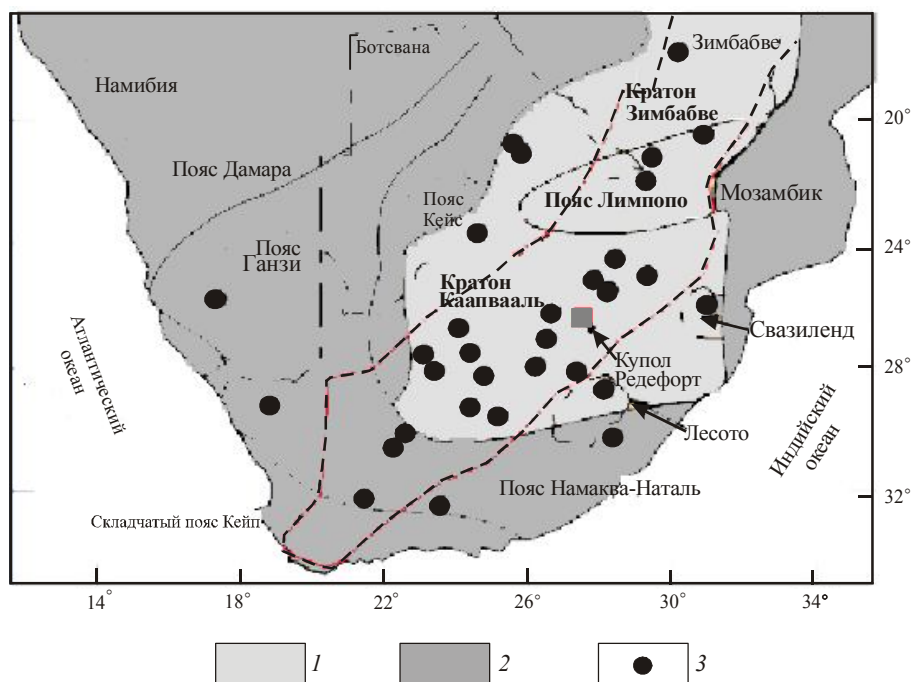 Ботсвана
Зимбабве
Намибия
Кратон
Зимбабве
20°
Пояс Дамара
Пояс
Кейс
Пояс Лимпопо
Мозамбик
Пояс
Ганзи
24°
Кратон
Каапвааль
Атлантический
океан
Свазиленд
Купол
Редефорт
28°
Лесото
Индийский
океан
Пояс Намаква-Наталь
32°
Складчатый пояс Кейп
14°
18°
22°
26°
30°
34°
1
2
3